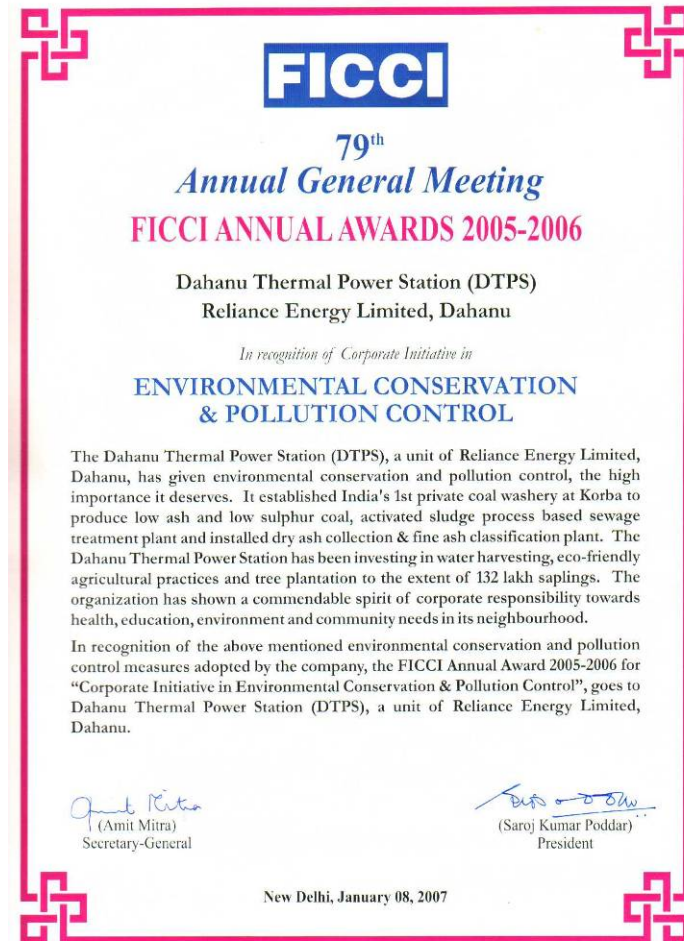 FICCI
79th
Annual General Meeting
FICCI ANNUAL AWARDS 2005-2006
Dahanu Thermal Power Station (DTPS)
Reliance Energy Limited, Dahanu
In recognition of Corporate Initiative in
ENVIRONMENTAL CONSERVATION
& POLLUTION CONTROL
The Dahanu Thermal Power Station (DTPS), a unit of Reliance Energy Limited,
Dahanu, has given environmental conservation and pollution control, the high
importance it deserves. It established India's 1st private coal washery at Korba to
produce low ash and low sulphur coal, activated sludge process based sewage
treatment plant and installed dry ash collection & fine ash classification plant. The
Dahanu Thermal Power Station has been investing in water harvesting, eco-friendly
agricultural practices and tree plantation to the extent of 132 lakh saplings. The
organization has shown a commendable spirit of corporate responsibility towards
health, education, environment and community needs in its neighbourhood.
In recognition of the above mentioned environmental conservation and pollution
control measures adopted by the company, the FICCI Annual Award 2005-2006 for
“Corporate Initiative in Environmental Conservation & Pollution Control”, goes to
Dahanu Thermal Power Station (DTPS), a unit of Reliance Energy Limited,
Dahanu.
Amit Mitra
(Amit Mitra)
Secretary-General
(Saroj Kumar Poddar)
President
New Delhi, January 08, 2007